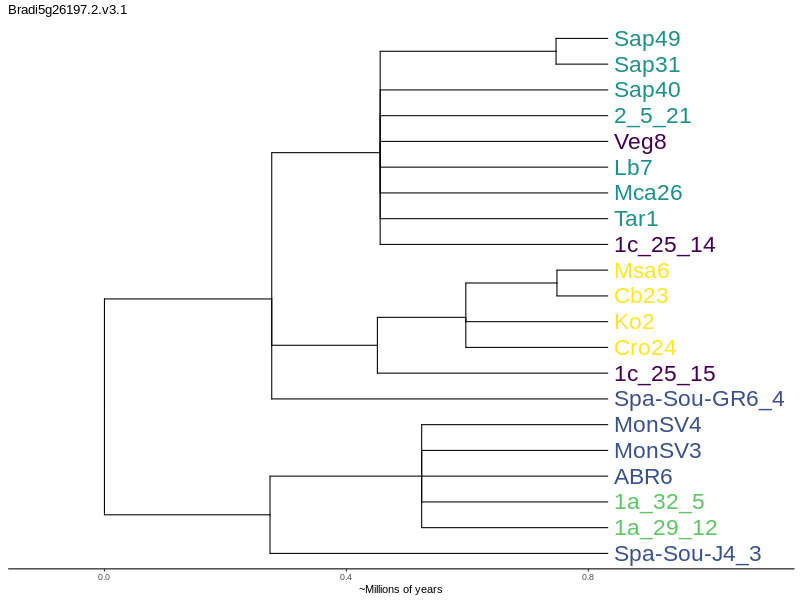 Bradi5g26197.2.v3.1
Sap49
Sap31
Sap40
2_5_21
Veg8
Lb7
Mca26
Tar1
1c_25_14
Msa6
Cb23
Ko2
Cro24
1c_25_15
Spa-Sou-GR6_4
MonSV4
MonSV3
ABR6
1a_32_5
1a_29_12
Spa-Sou-J4_3
0.0 0.4 0.8
~Millions of years